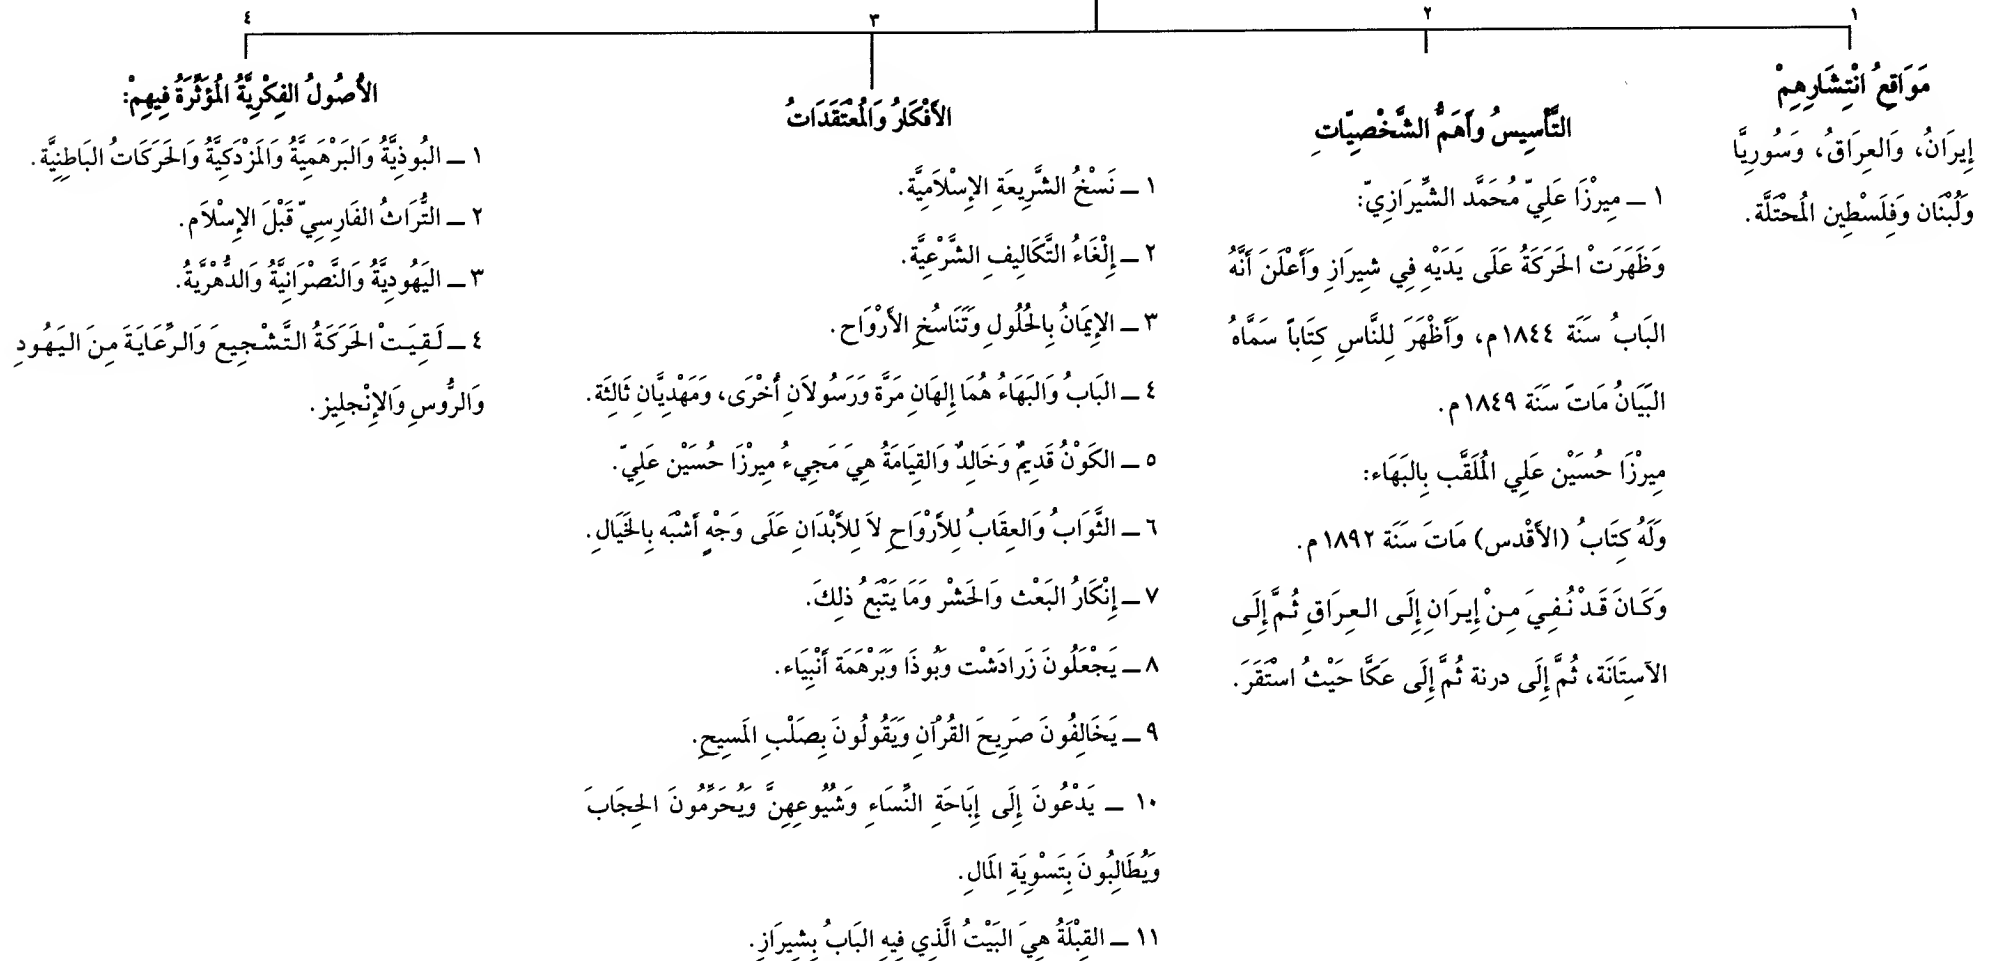 ١
مَوَاقِعُ انْتِشَارِهِمْ
إِيرَانُ، وَالعِرَاقُ، وَسُورِيَّا
وَلُبْنَان وَفِلَسْطِين المُحْتَلَّة.
٢
التَّأْسِيسُ وأَهَمُّ الشَّخْصِيّاتِ
١ ــ مِيرْزَا عَلِيّ مُحَمَّد الشِّيرَازِيّ:
وَظَهَرَتْ الحَرَكَةُ عَلَى يَدَيْهِ فِي شِيرَازِ وَأَعْلَنَ أَنَّهُ
البَابُ سَنَة ١٨٤٤م، وَأَظْهَرَ لِلنَّاسِ كِتَاباً سَمَّاهُ
البَيَانُ مَاتَ سَنَة ١٨٤٩م.
مِيرْزَا حُسَيْن عَلِي المُلَقَّب بِالبَهَاء:
وَلَهُ كِتَابُ (الأَقْدس) مَاتَ سَنَة ١٨٩٢م.
وَكَانَ قَدْ نُفِيَ مِنْ إِيرَانِ إِلَى العِرَاقِ ثُمَّ إِلَى
الآسِتَانَة، ثُمَّ إِلَى درنة ثُمَّ إِلَى عَكَّا حَيْثُ اسْتَقَرَ.
٣
الأَفْكَارُ وَالمُعْتَقَدَاتُ
١ ــ نَسْخُ الشَّرِيعَةِ الإِسْلاَمِيَّة.
٢ ــ إِلْغَاءُ التَّكَالِيفِ الشَّرْعِيَّة.
٣ ــ الإِيمَانُ بِالحُلُولِ وَتَنَاسُخِ الأَرْوَاح.
٤ ــ البَابُ وَالبَهَاءُ هُمَا إِلهَانِ مَرَّة وَرَسُولاَنِ أُخْرَى، وَمَهْدِيَّانِ ثَالِثَة.
٥ ــ الكَوْنُ قَدِيمٌ وَخَالِدٌ وَالقِيَامَةُ هِيَ مَجِيءُ مِيرْزَا حُسَيْن عَلِيّ.
٦ ــ الثَّوَابُ وَالعِقَابُ لِلأَرْوَاحِ لاَ لِلأَبْدَانِ عَلَى وَجْهٍ أَشْبَه بِالخَيَالِ.
٧ ــ إِنْكَارُ البَعْث وَالحَشْر وَمَا يَتْبَعُ ذلِكَ.
٨ ــ يَجْعَلُونَ زَرادَشْت وَبُوذَا وَبَرْهَمَة أَنْبِيَاء.
٩ ــ يَخَالِفُونَ صَرِيحَ القُرْآنِ وَيَقُولُونَ بِصَلْبِ المَسِيحِ.
١٠ ــ يَدْعُونَ إِلَى إِبَاحَةِ النِّسَاءِ وَشُيُوعِهِنَّ وَيُحَرِّمُونَ الحِجَابَ
وَيُطَالِبُونَ بِتَسْوِيَةِ المَالِ.
١١ ــ القِبْلَةُ هِيَ البَيْتُ الَّذِي فِيهِ البَابُ بِشِيرَازِ.
٤
الأُصُولُ الفِكْرِيَّةُ المُؤَثِّرَةُ فِيهِمْ:
١ ــ البُوذِيَّةُ وَالبَرْهَمِيَّةُ وَالمَزْدَكِيَّةُ وَالحَرَكَاتُ البَاطِنِيَّة.
٢ ــ التُّرَاثُ الفَارِسِيّ قَبْلَ الإِسْلاَم.
٣ ــ اليَهُودِيَّةُ وَالنَّصْرَانِيَّةُ وَالدُّهْرِيَّةُ.
٤ ــ لَقِيَتْ الحَرَكَةُ التَّشْجِيعَ وَالرِّعَايَةَ مِنَ اليَهُودِ
وَالرُّوسِ وَالإِنْجلِيز.